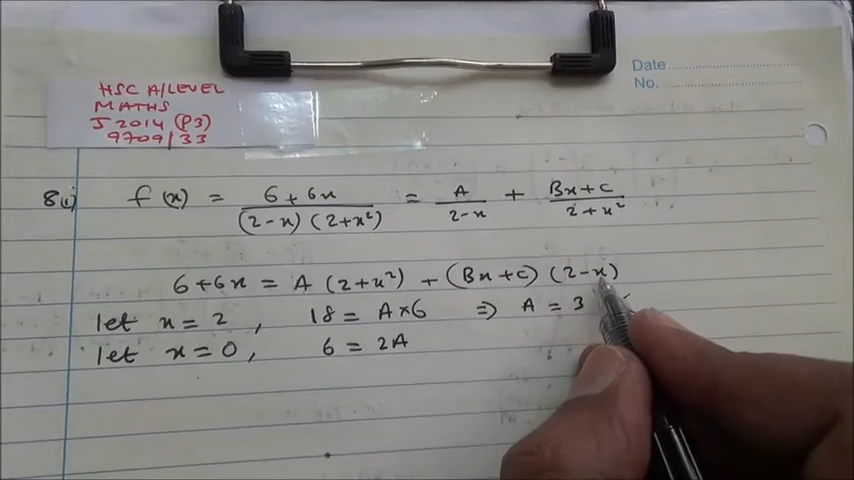 Date
No.
HSC A/LEVEL
MATHS
J 2014 (P3)
9709/33
8(i) f(x) = (6+6x)/((2-x)(2+x²)) = A/(2-x) + (Bx+C)/(2+x²)
6+6x = A(2+x²) + (Bx+C)(2-x)
let x = 2, 18 = A×6 ⇒ A = 3
let x = 0, 6 = 2A